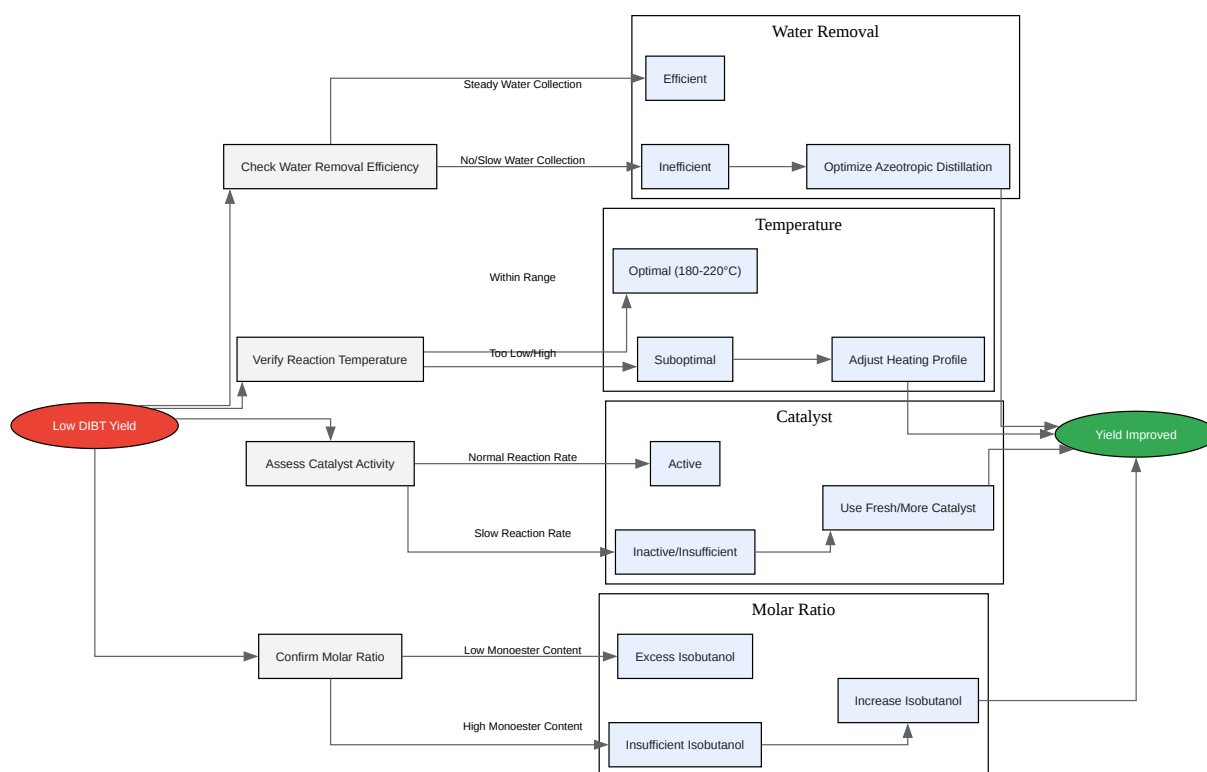 Water Removal
Efficient
Steady Water Collection
Check Water Removal Efficiency
No/Slow Water Collection
Inefficient
Optimize Azeotropic Distillation
Temperature
Within Range
Optimal (180-220°C)
Verify Reaction Temperature
Too Low/High
Suboptimal
Adjust Heating Profile
Low DIBT Yield
Catalyst
Yield Improved
Assess Catalyst Activity
Normal Reaction Rate
Active
Use Fresh/More Catalyst
Slow Reaction Rate
Inactive/Insufficient
Molar Ratio
Confirm Molar Ratio
Low Monoester Content
Excess Isobutanol
Increase Isobutanol
High Monoester Content
Insufficient Isobutanol